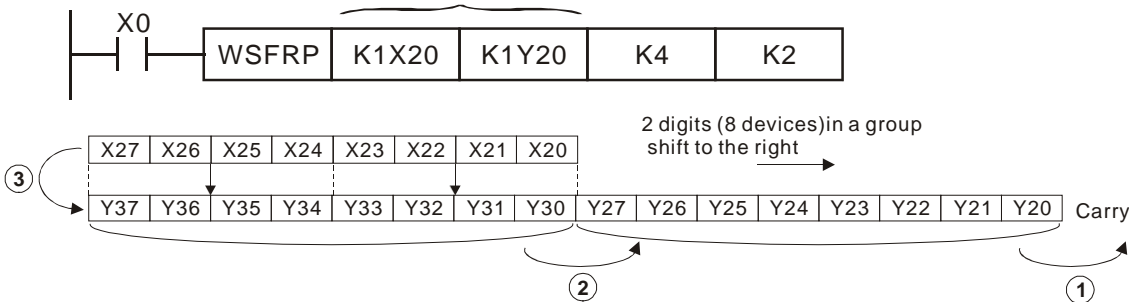 X0
WSFRP K1X20 K1Y20 K4 K2
2 digits (8 devices)in a group
shift to the right
X27 X26 X25 X24 X23 X22 X21 X20
3
Y37 Y36 Y35 Y34 Y33 Y32 Y31 Y30 Y27 Y26 Y25 Y24 Y23 Y22 Y21 Y20 Carry
2
1